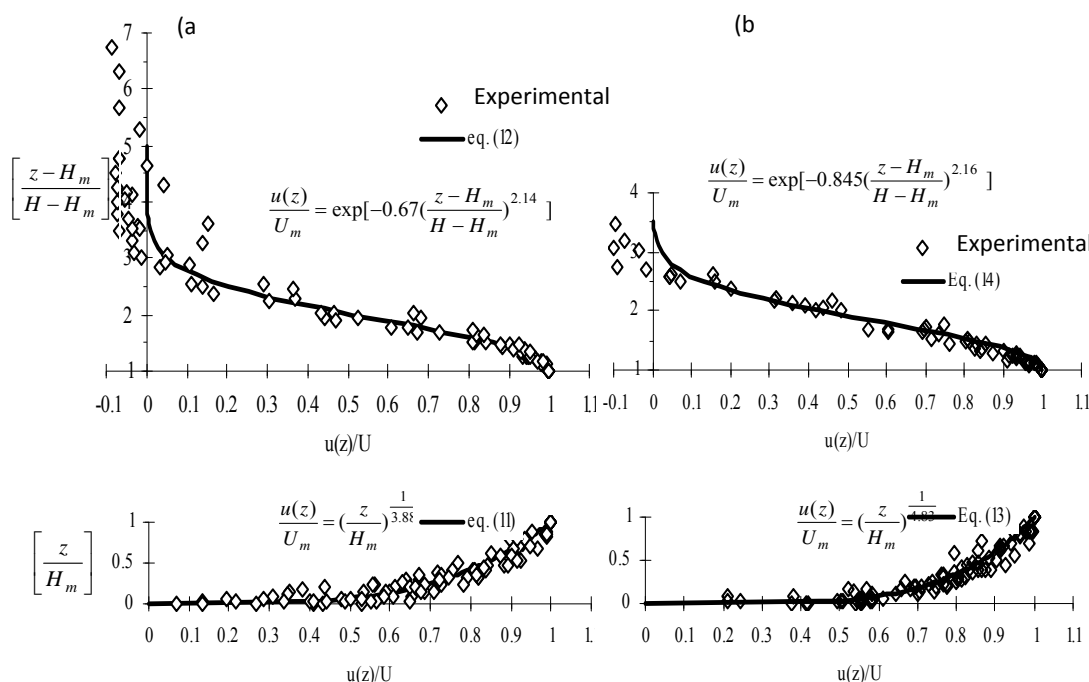 (a
7
6
5
4
3
2
1
-0.1 0 0.1 0.2 0.3 0.4 0.5 0.6 0.7 0.8 0.9 1 1.1
[z − H_m / H − H_m]
Experimental
eq. (12)
u(z)/U_m = exp[−0.67(z − H_m / H − H_m)^2.14 ]
u(z)/U
(b
4
3
2
1
-0.1 0 0.1 0.2 0.3 0.4 0.5 0.6 0.7 0.8 0.9 1 1.1
u(z)/U_m = exp[−0.845(z − H_m / H − H_m)^2.16 ]
Experimental
Eq. (14)
u(z)/U
[z / H_m]
1
0.5
0
0 0.1 0.2 0.3 0.4 0.5 0.6 0.7 0.8 0.9 1 1.
u(z)/U_m = (z / H_m)^(1/3.88)
eq. (11)
u(z)/U
1
0.5
0
0 0.1 0.2 0.3 0.4 0.5 0.6 0.7 0.8 0.9 1 1.
u(z)/U_m = (z / H_m)^(1/4.83)
Eq. (13)
u(z)/U